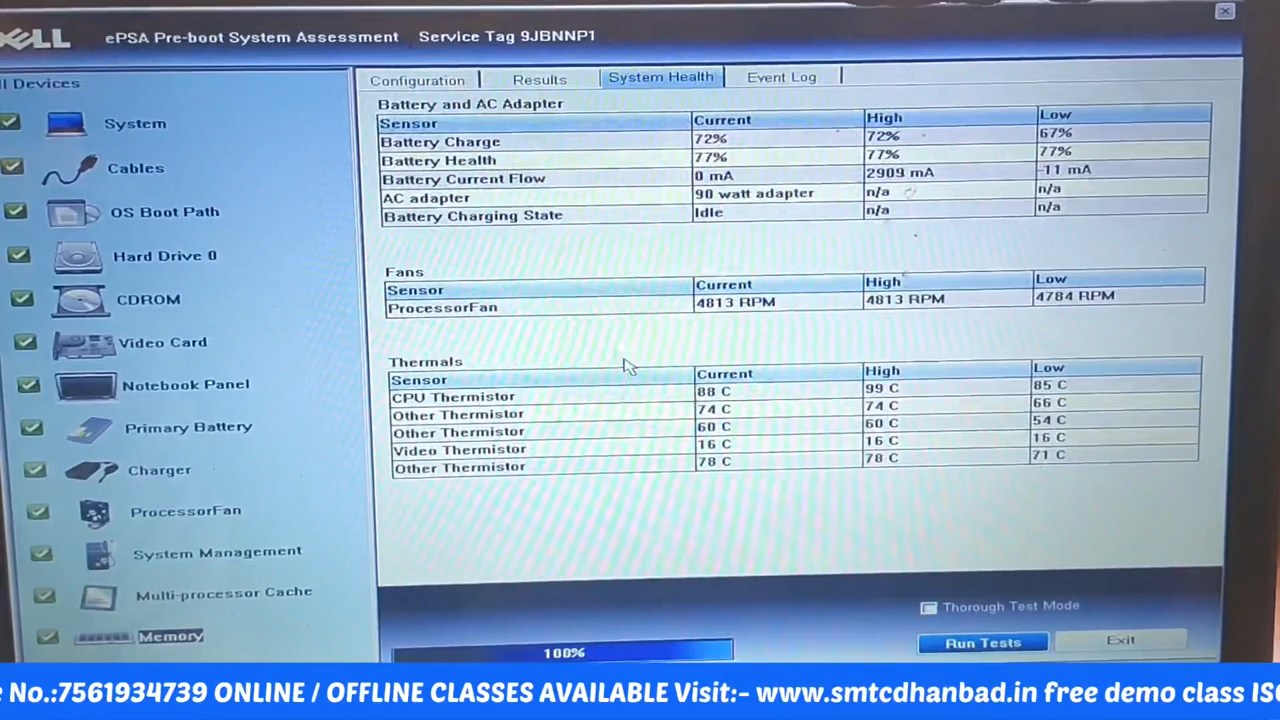 DELL ePSA Pre-boot System Assessment Service Tag 9JBNNP1
Devices
System
Cables
OS Boot Path
Hard Drive 0
CDROM
Video Card
Notebook Panel
Primary Battery
Charger
ProcessorFan
System Management
Multi-processor Cache
Memory
Configuration Results System Health Event Log
Battery and AC Adapter
Sensor Current High Low
Battery Charge 72% 72% 67%
Battery Health 77% 77% 77%
Battery Current Flow 0 mA 2909 mA -11 mA
AC adapter 90 watt adapter n/a n/a
Battery Charging State Idle n/a n/a
Fans
Sensor Current High Low
ProcessorFan 4813 RPM 4813 RPM 4784 RPM
Thermals
Sensor Current High Low
CPU Thermistor 88 C 99 C 85 C
Other Thermistor 74 C 74 C 66 C
Other Thermistor 60 C 60 C 54 C
Video Thermistor 16 C 16 C 16 C
Other Thermistor 78 C 78 C 71 C
Thorough Test Mode
100% Run Tests Exit
No.:7561934739 ONLINE / OFFLINE CLASSES AVAILABLE Visit:- www.smtcdhanbad.in free demo class